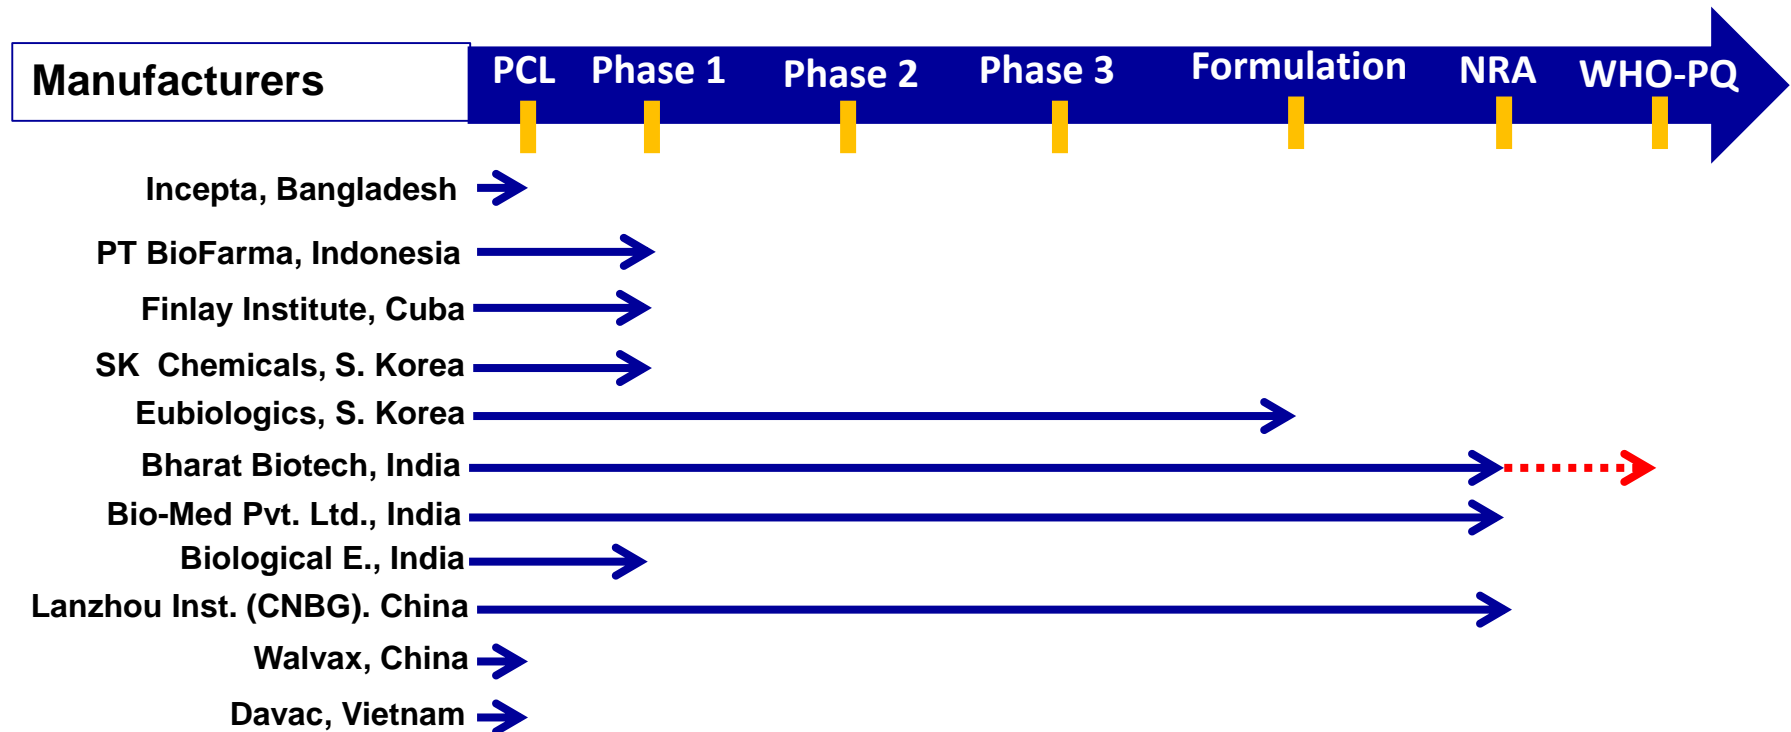 Manufacturers
PCL Phase 1 Phase 2 Phase 3 Formulation NRA WHO-PQ
Incepta, Bangladesh
PT BioFarma, Indonesia
Finlay Institute, Cuba
SK Chemicals, S. Korea
Eubiologics, S. Korea
Bharat Biotech, India
Bio-Med Pvt. Ltd., India
Biological E., India
Lanzhou Inst. (CNBG). China
Walvax, China
Davac, Vietnam